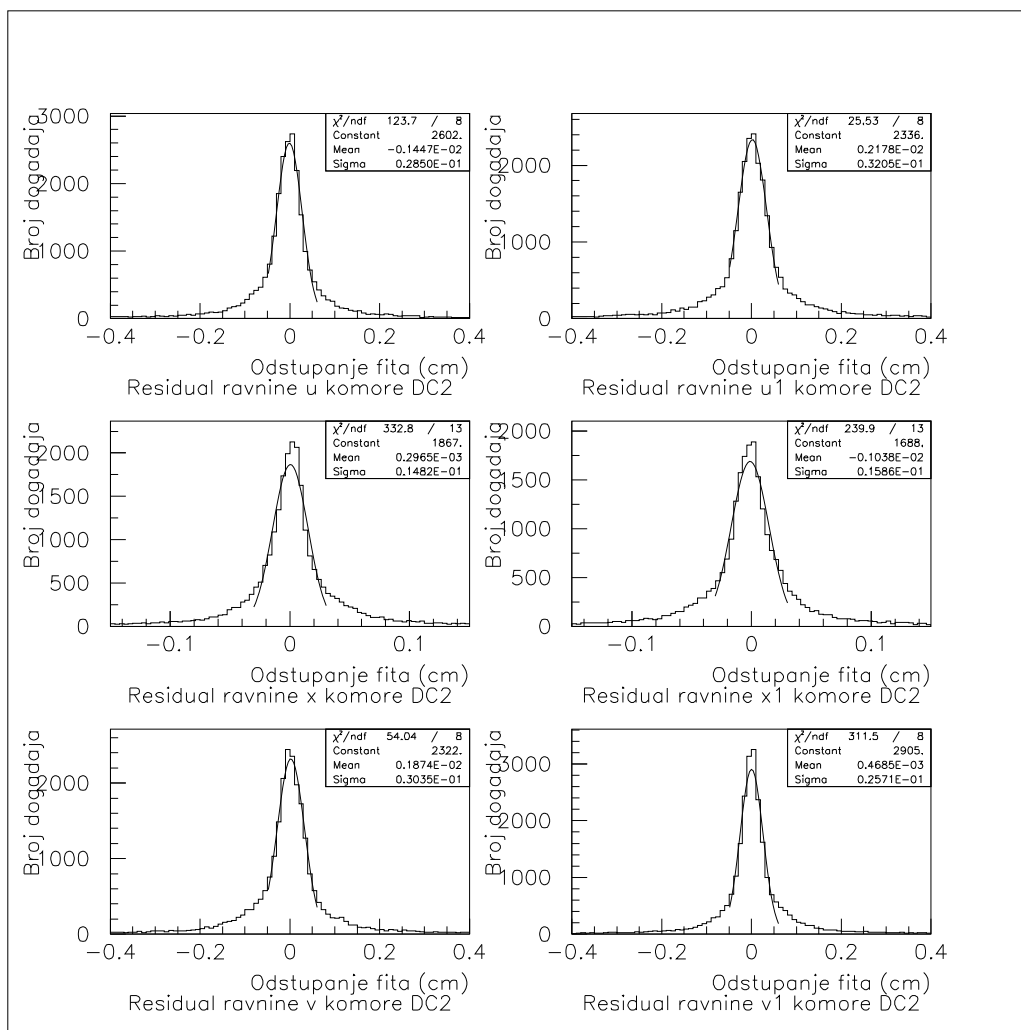 Broj događaja
3000
2000
1000
0
−0.4
−0.2
0
0.2
0.4
χ²/ndf 123.7 / 8
Constant 2602.
Mean −0.1447E−02
Sigma 0.2850E−01
Odstupanje fita (cm)
Residual ravnine u komore DC2
Broj događaja
2000
1000
0
−0.4
−0.2
0
0.2
0.4
χ²/ndf 25.53 / 8
Constant 2336.
Mean 0.2178E−02
Sigma 0.3205E−01
Odstupanje fita (cm)
Residual ravnine u1 komore DC2
Broj događaja
2000
1500
1000
500
0
−0.1
0
0.1
χ²/ndf 332.8 / 13
Constant 1867.
Mean 0.2965E−03
Sigma 0.1482E−01
Odstupanje fita (cm)
Residual ravnine x komore DC2
Broj događaja
2000
1500
1000
500
0
−0.1
0
0.1
χ²/ndf 239.9 / 13
Constant 1688.
Mean −0.1038E−02
Sigma 0.1586E−01
Odstupanje fita (cm)
Residual ravnine x1 komore DC2
Broj događaja
2000
1000
0
−0.4
−0.2
0
0.2
0.4
χ²/ndf 54.04 / 8
Constant 2322.
Mean 0.1874E−02
Sigma 0.3035E−01
Odstupanje fita (cm)
Residual ravnine v komore DC2
Broj događaja
3000
2000
1000
0
−0.4
−0.2
0
0.2
0.4
χ²/ndf 311.5 / 8
Constant 2905.
Mean 0.4685E−03
Sigma 0.2571E−01
Odstupanje fita (cm)
Residual ravnine v1 komore DC2